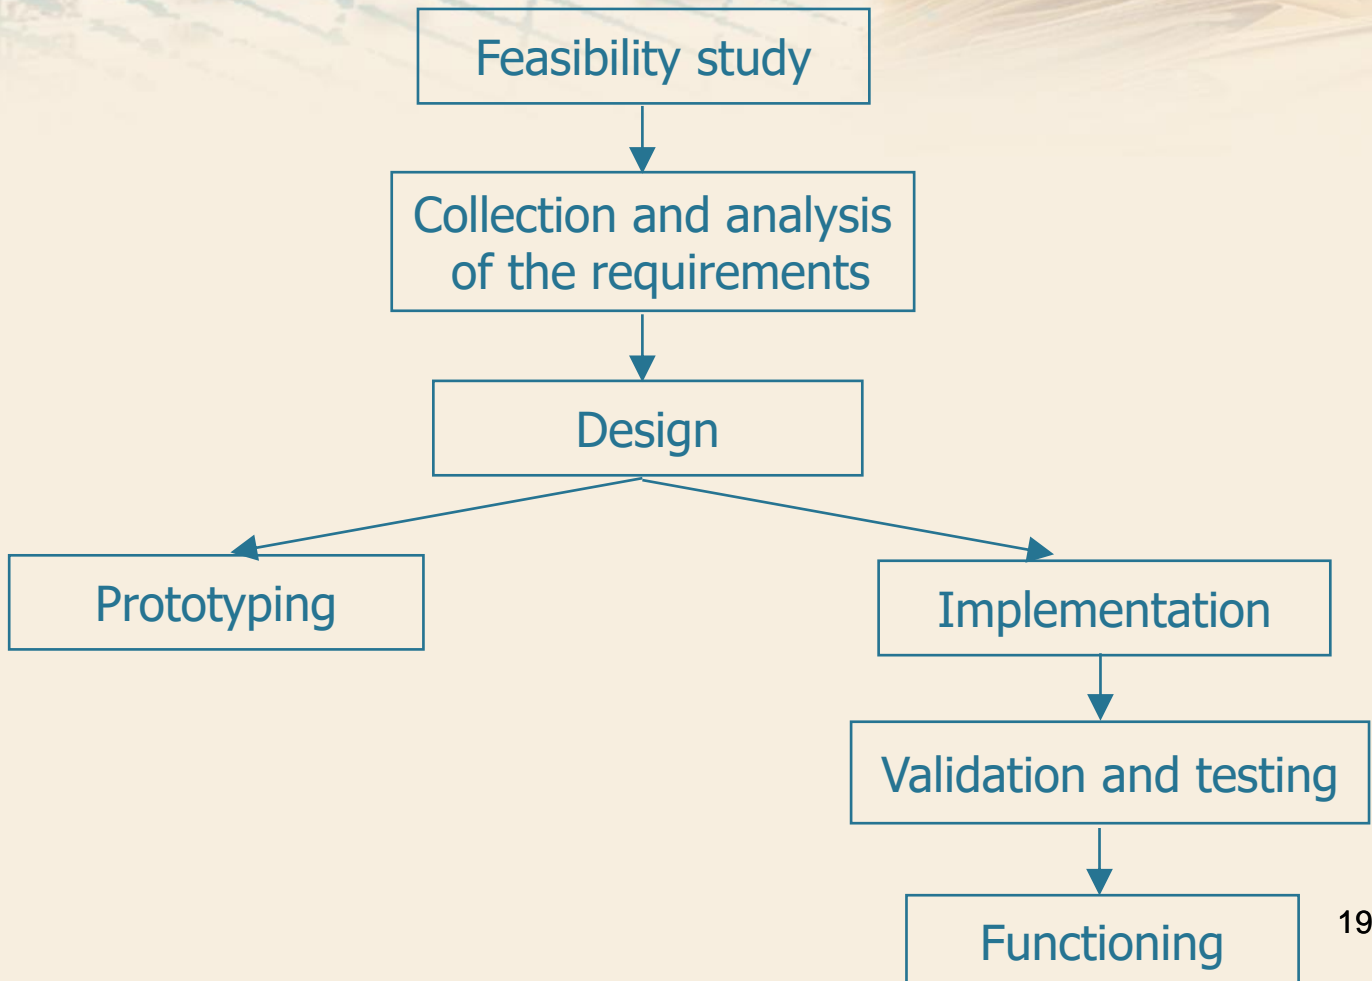 Feasibility study
Collection and analysis
of the requirements
Design
Prototyping
Implementation
Validation and testing
Functioning
19